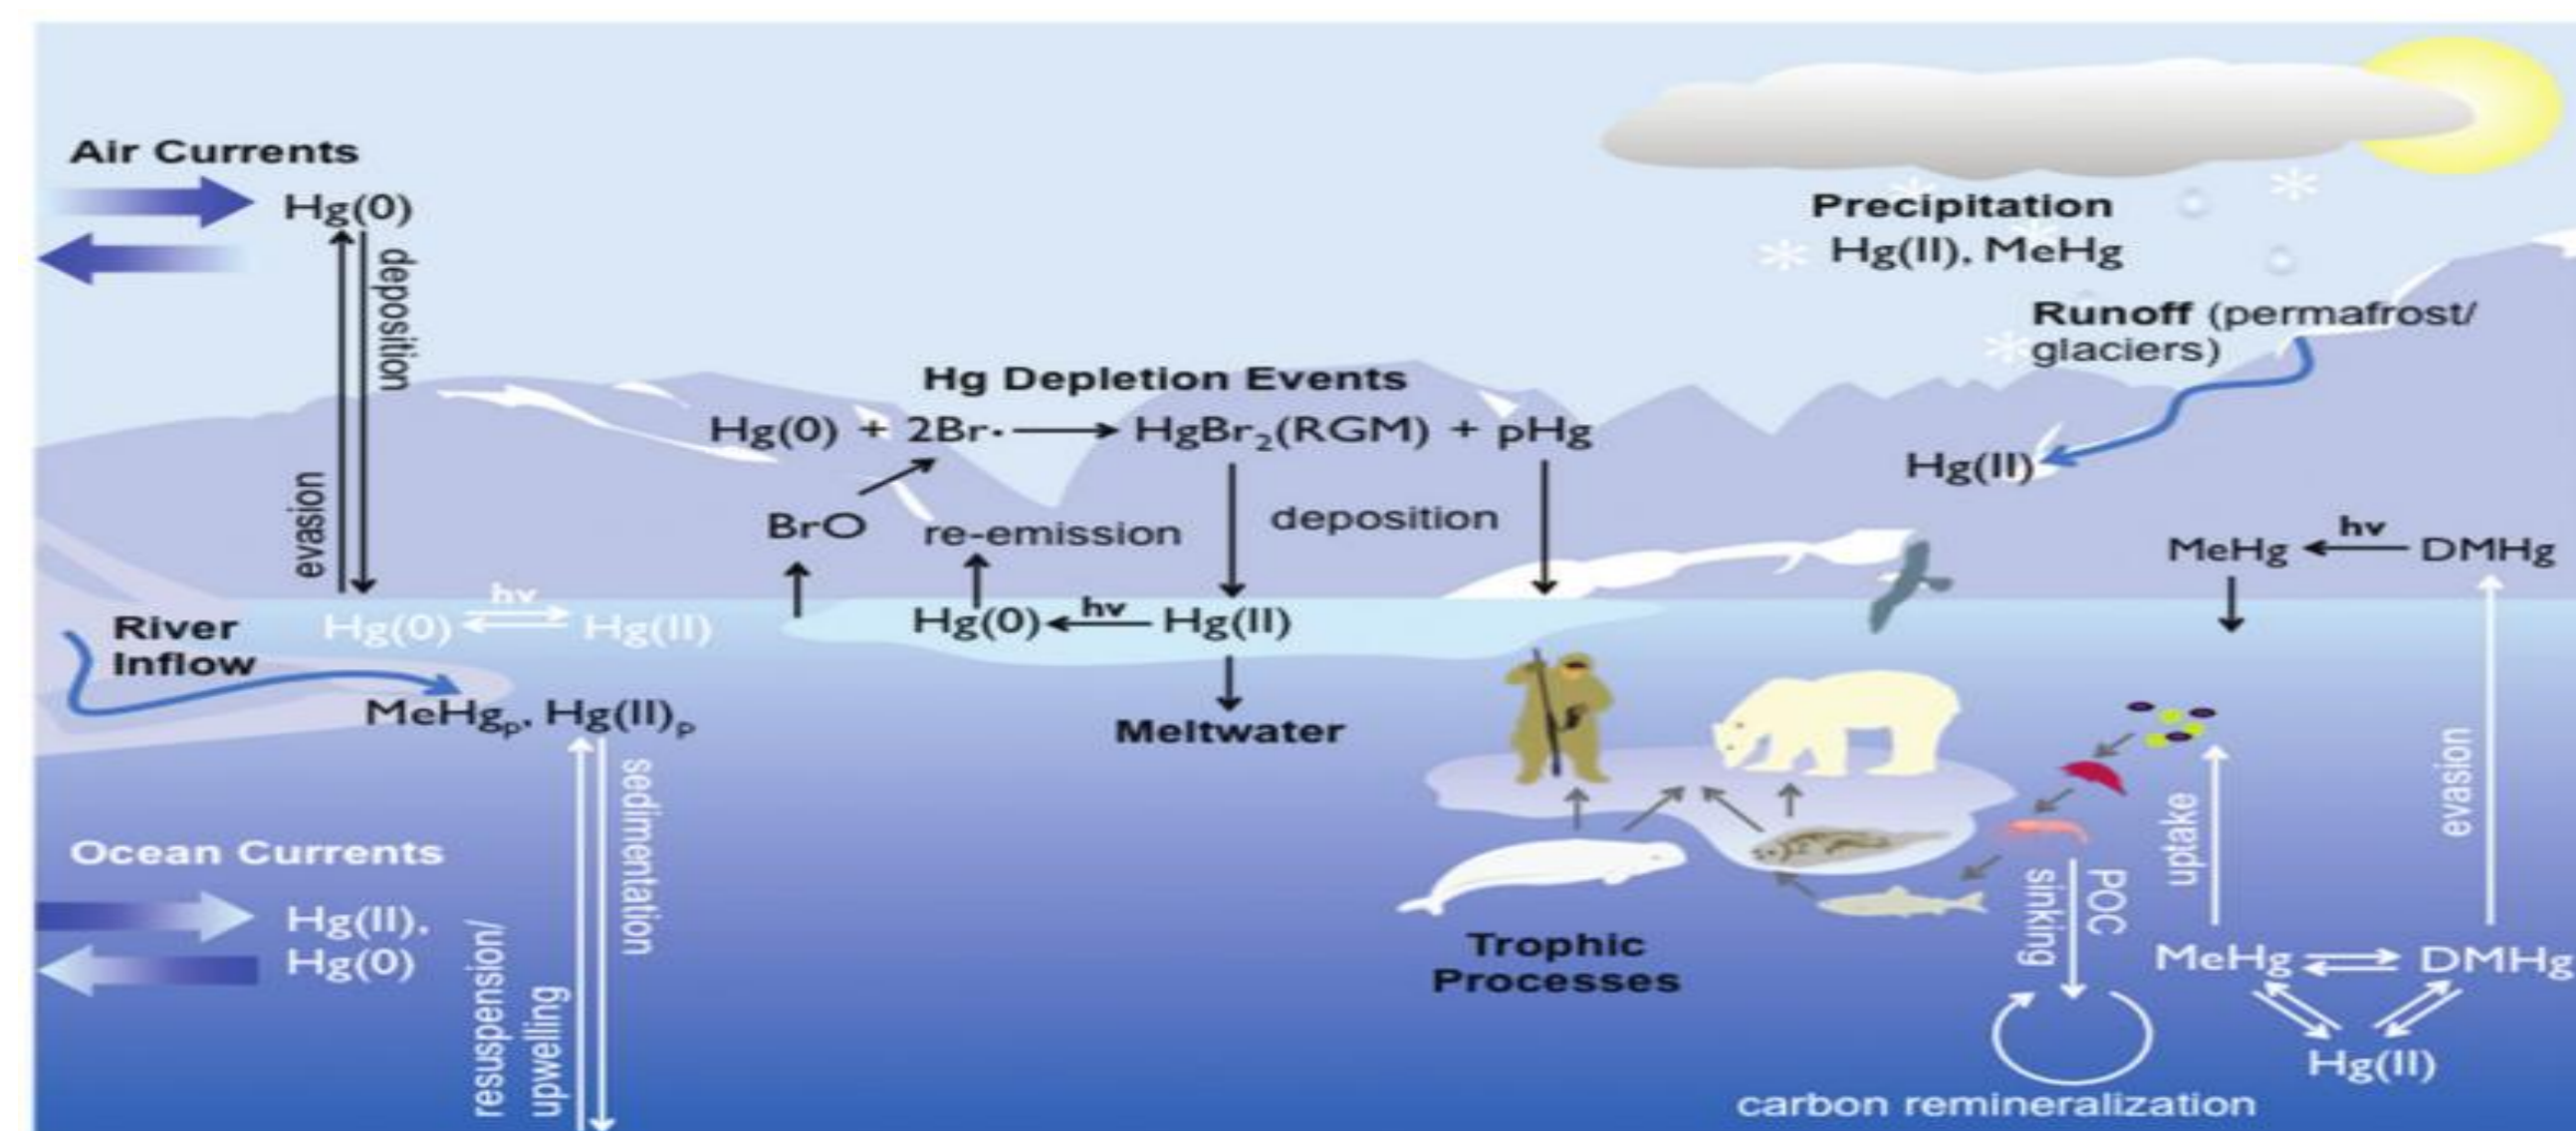 Air Currents
Hg(0)
deposition
evasion
Precipitation
Hg(II), MeHg
Runoff (permafrost/
glaciers)
Hg(II)
Hg Depletion Events
Hg(0) + 2Br· → HgBr₂(RGM) + pHg
BrO
re-emission
deposition
MeHg ← hv DMHg
River
Inflow
Hg(0) ⇌ hv Hg(II)
Hg(0) ← hv Hg(II)
MeHgₚ, Hg(II)ₚ
Meltwater
sedimentation
resuspension/
upwelling
Ocean Currents
Hg(II),
Hg(0)
Trophic
Processes
POC
sinking
uptake
evasion
MeHg ⇌ DMHg
Hg(II)
carbon remineralization